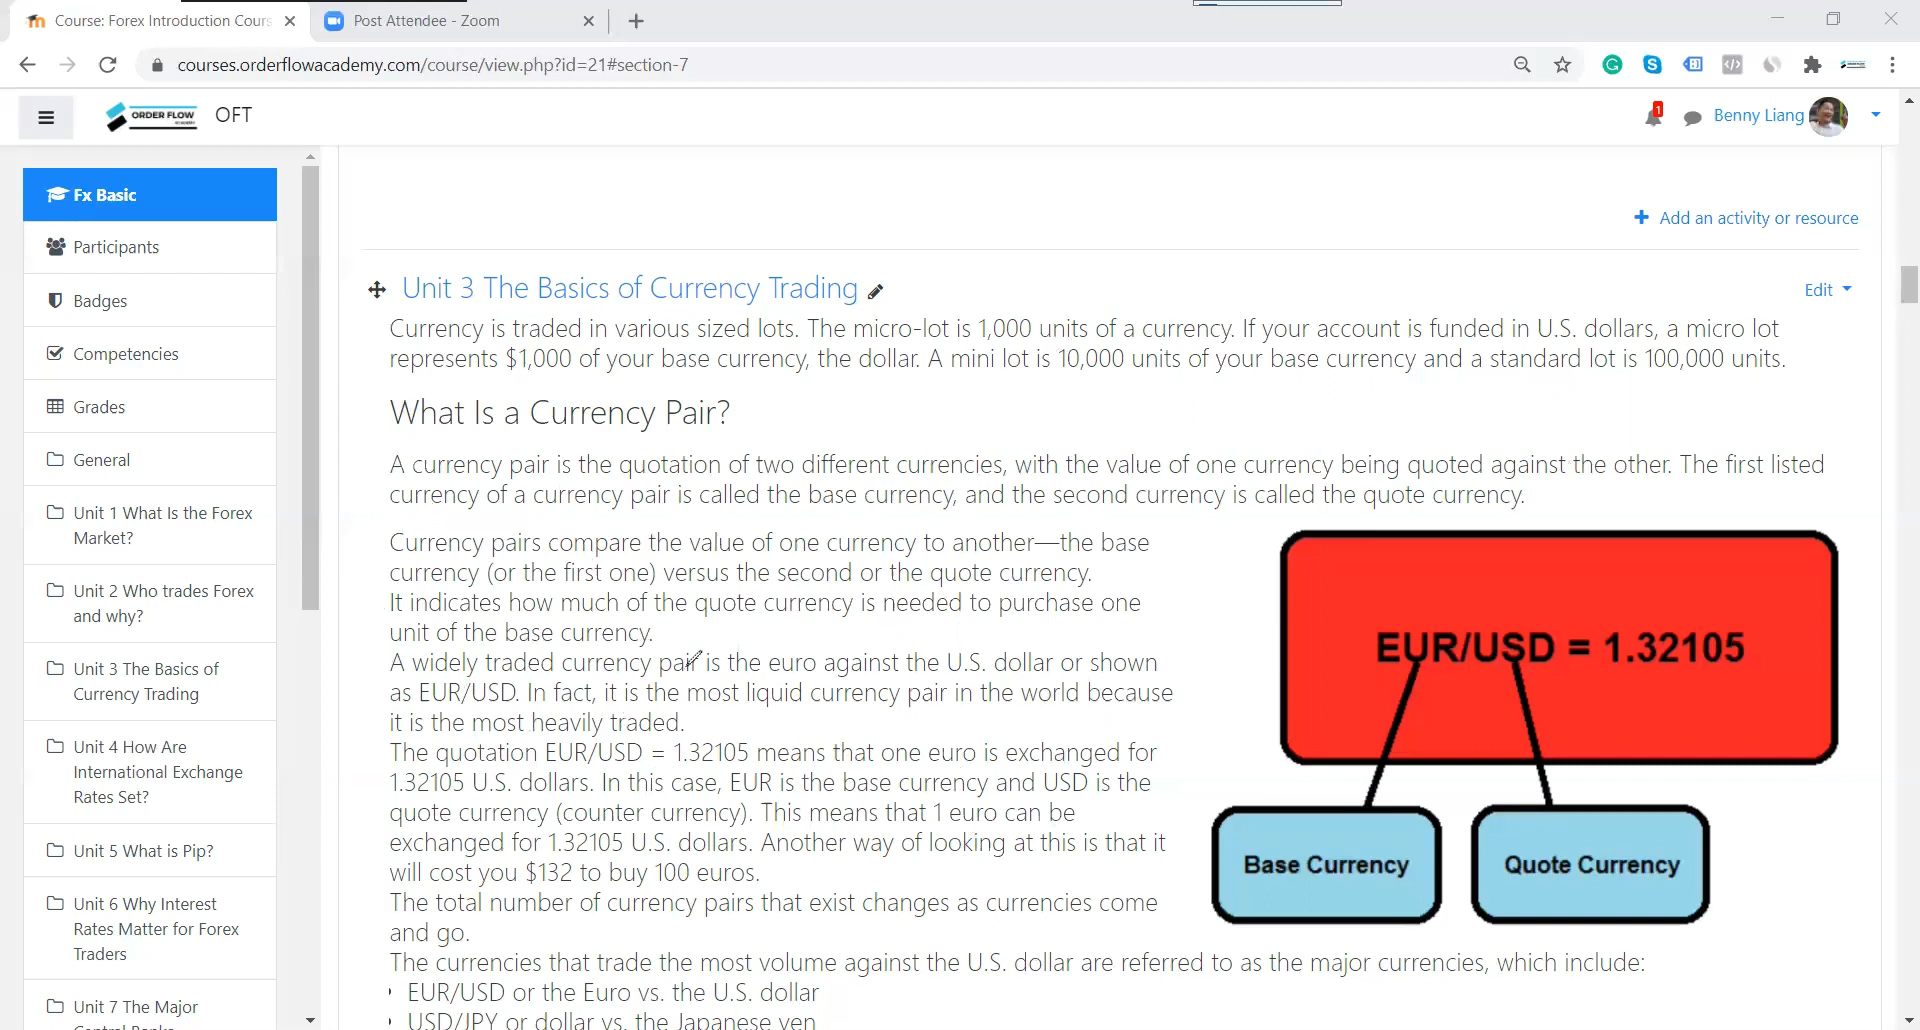 Course: Forex Introduction Cours
Post Attendee - Zoom
courses.orderflowacademy.com/course/view.php?id=21#section-7
ORDER FLOW
ACADEMY
OFT
1
Benny Liang
Fx Basic
Participants
Badges
Competencies
Grades
General
Unit 1 What Is the Forex
Market?
Unit 2 Who trades Forex
and why?
Unit 3 The Basics of
Currency Trading
Unit 4 How Are
International Exchange
Rates Set?
Unit 5 What is Pip?
Unit 6 Why Interest
Rates Matter for Forex
Traders
Unit 7 The Major
Central Banks
Add an activity or resource
Unit 3 The Basics of Currency Trading
Edit
Currency is traded in various sized lots. The micro-lot is 1,000 units of a currency. If your account is funded in U.S. dollars, a micro lot
represents $1,000 of your base currency, the dollar. A mini lot is 10,000 units of your base currency and a standard lot is 100,000 units.
What Is a Currency Pair?
A currency pair is the quotation of two different currencies, with the value of one currency being quoted against the other. The first listed
currency of a currency pair is called the base currency, and the second currency is called the quote currency.
Currency pairs compare the value of one currency to another—the base
currency (or the first one) versus the second or the quote currency.
It indicates how much of the quote currency is needed to purchase one
unit of the base currency.
A widely traded currency pair is the euro against the U.S. dollar or shown
as EUR/USD. In fact, it is the most liquid currency pair in the world because
it is the most heavily traded.
The quotation EUR/USD = 1.32105 means that one euro is exchanged for
1.32105 U.S. dollars. In this case, EUR is the base currency and USD is the
quote currency (counter currency). This means that 1 euro can be
exchanged for 1.32105 U.S. dollars. Another way of looking at this is that it
will cost you $132 to buy 100 euros.
The total number of currency pairs that exist changes as currencies come
and go.
The currencies that trade the most volume against the U.S. dollar are referred to as the major currencies, which include:
EUR/USD or the Euro vs. the U.S. dollar
USD/JPY or dollar vs. the Japanese yen
EUR/USD = 1.32105
Base Currency
Quote Currency